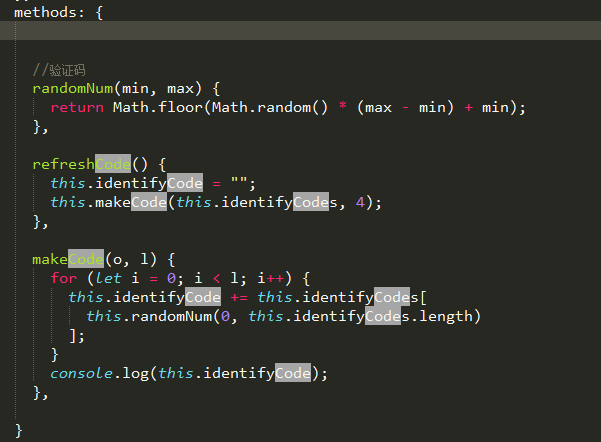 methods: {
//验证码
randomNum(min, max) {
return Math.floor(Math.random() * (max - min) + min);
},
refreshCode() {
this.identifyCode = "";
this.makeCode(this.identifyCodes, 4);
},
makeCode(o, l) {
for (let i = 0; i < l; i++) {
this.identifyCode += this.identifyCodes[
this.randomNum(0, this.identifyCodes.length)
];
}
console.log(this.identifyCode);
},
}